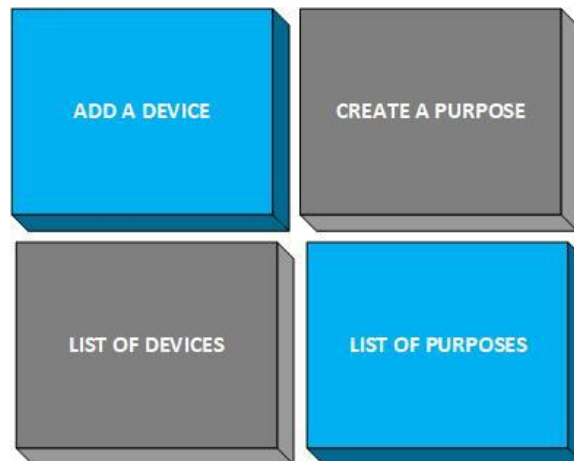 ADD A DEVICE
CREATE A PURPOSE
LIST OF DEVICES
LIST OF PURPOSES